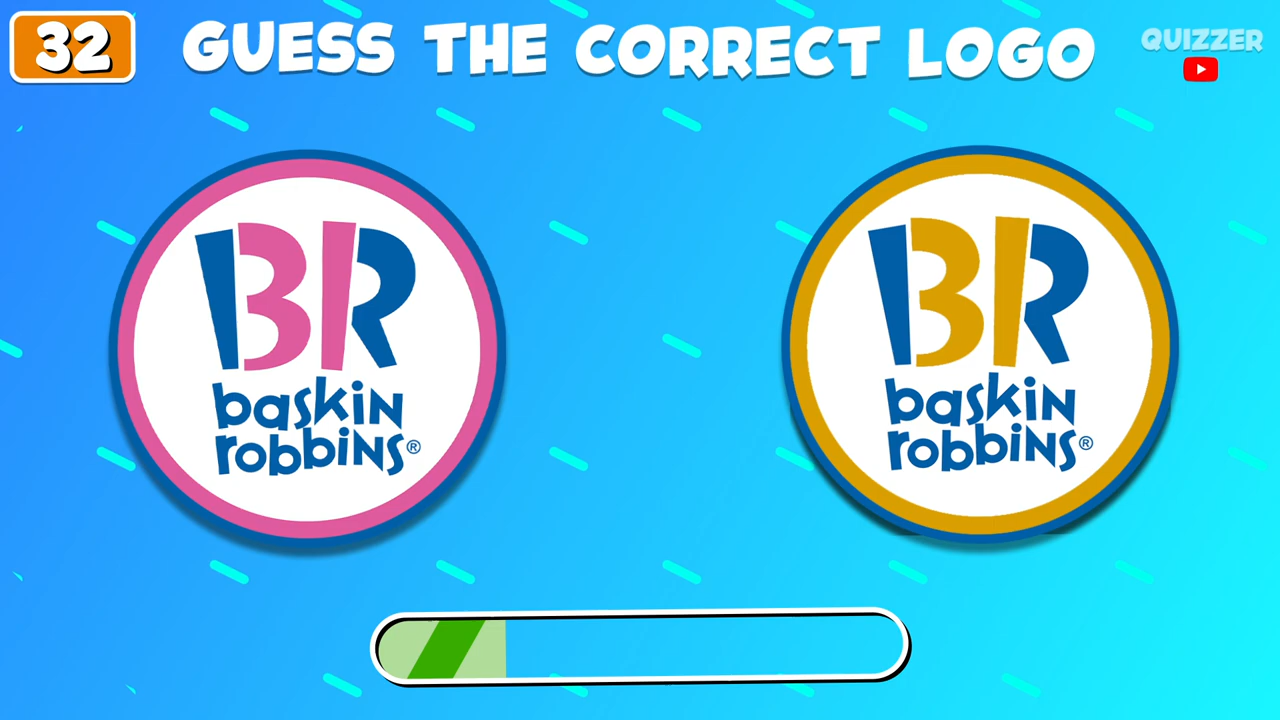 32
GUESS THE CORRECT LOGO
QUIZZER
BR
baskin
robbins®
BR
baskin
robbins®